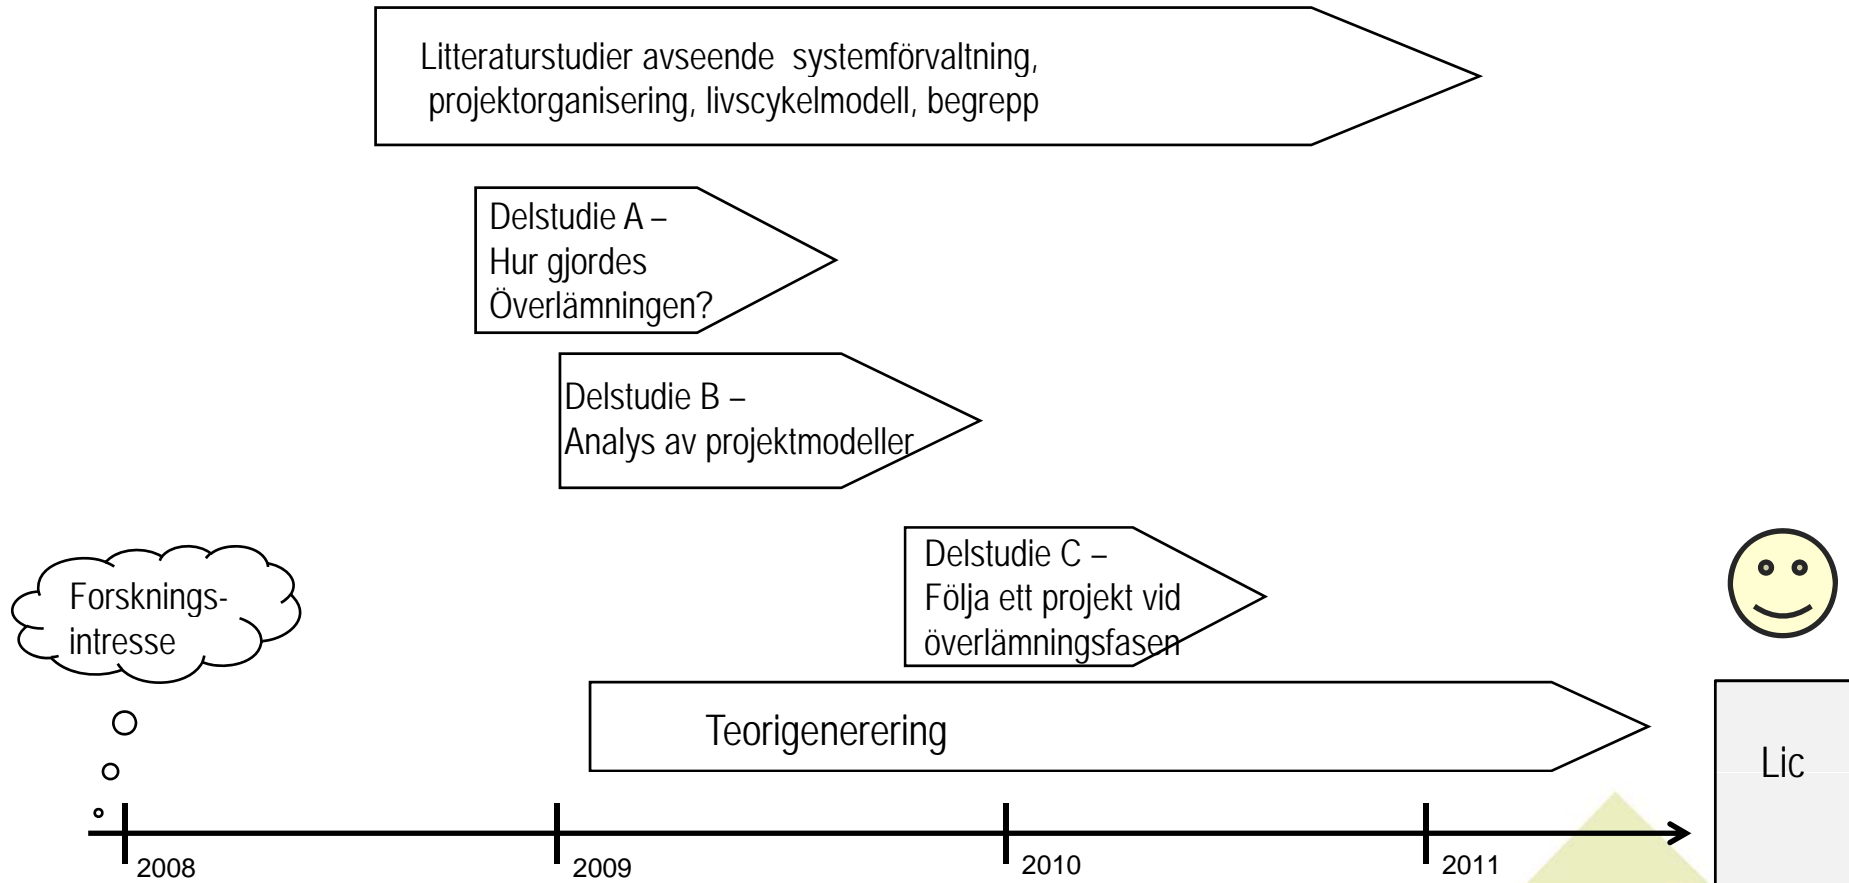 Litteraturstudier avseende systemförvaltning,
projektorganisering, livscykelmodell, begrepp
Delstudie A –
Hur gjordes
Överlämningen?
Delstudie B –
Analys av projektmodeller
Delstudie C –
Följa ett projekt vid
överlämningsfasen
Forsknings-
intresse
Teorigenerering
Lic
2008
2009
2010
2011